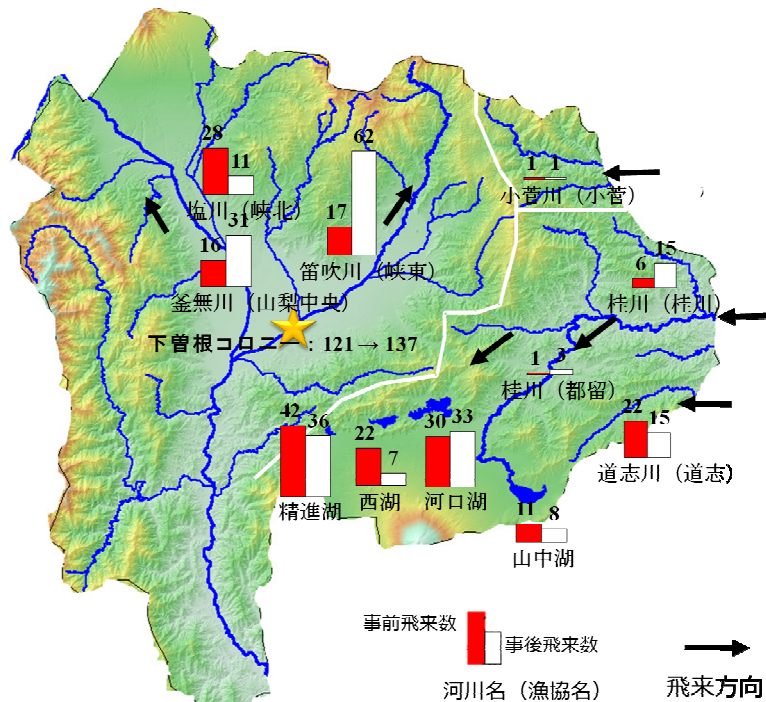 28
11
塩川（峡北）
62
17
笛吹川（峡東）
1 1
小菅川（小菅）
16
31
釜無川（山梨中央）
6
15
桂川（桂川）
下曽根コロニー: 121→137
1 3
桂川（都留）
42
36
精進湖
22
7
西湖
30 33
河口湖
22
15
道志川（道志）
11 8
山中湖
事前飛来数
事後飛来数
河川名（漁協名）
飛来方向